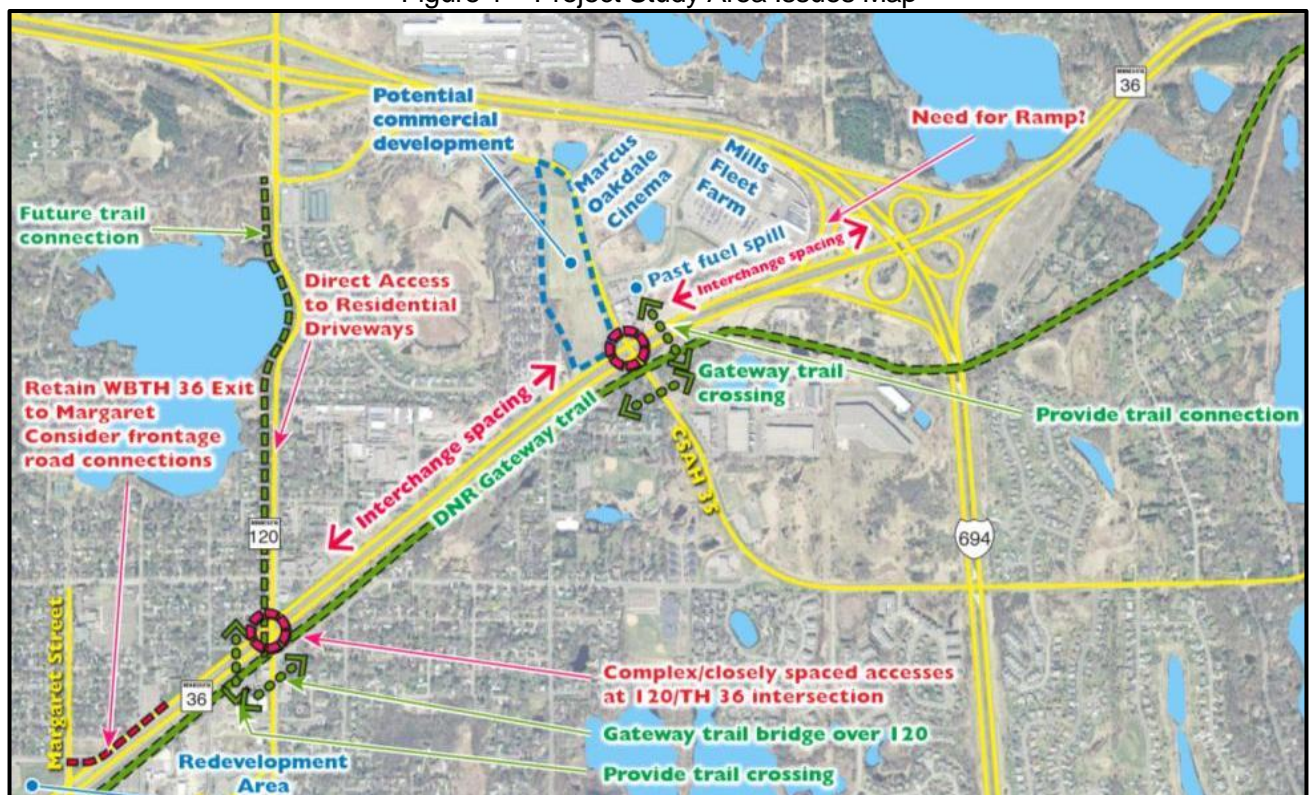 Figure 1 – Project Study Area Issues Map
MINNESOTA
36
Potential
commercial
development
Need for Ramp?
Marcus
Oakdale
Cinema
Mills
Fleet
Farm
Future trail
connection
Past fuel spill
Interchange spacing
Direct Access
to Residential
Driveways
Retain WBTH 36 Exit
to Margaret
Consider frontage
road connections
Gateway trail
crossing
Provide trail connection
Interchange spacing
DNR Gateway trail
CSAH 35
MINNESOTA
120
694
Margaret Street
Complex/closely spaced accesses
at 120/TH 36 intersection
MINNESOTA
36
Gateway trail bridge over 120
Redevelopment
Area
Provide trail crossing